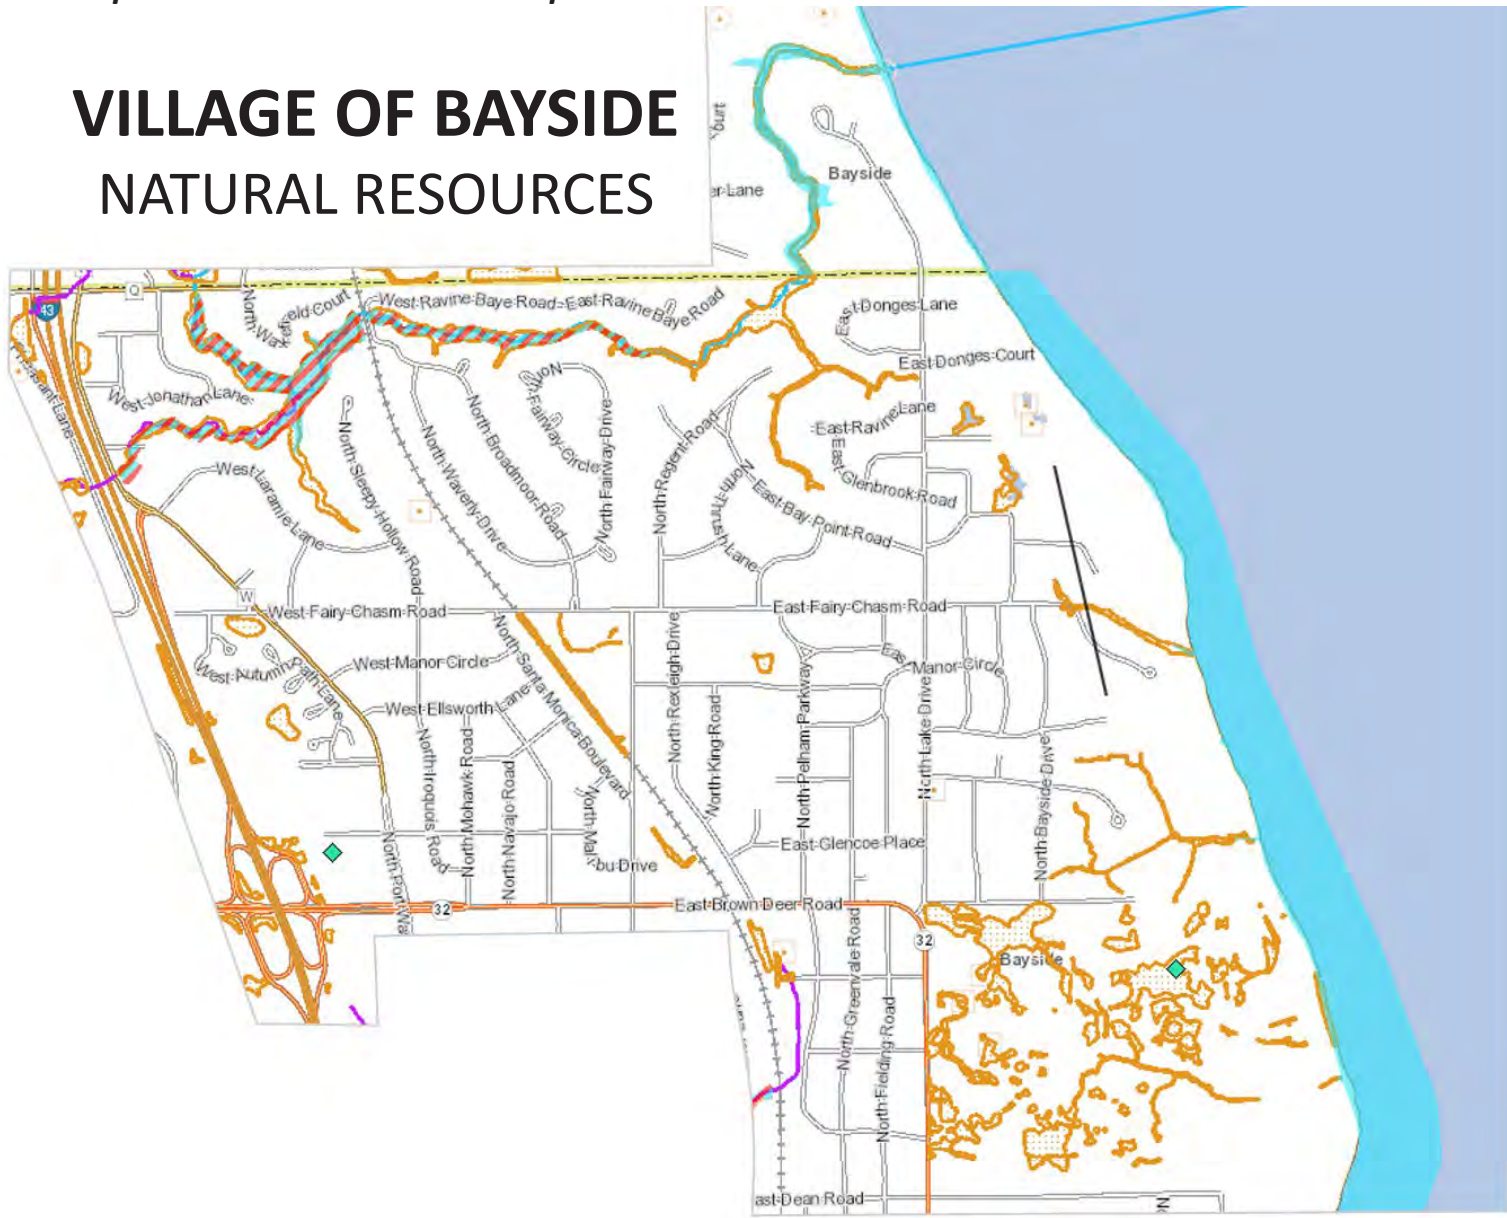 VILLAGE OF BAYSIDE
NATURAL RESOURCES
Bayside
Q
43
West Ravine Baye Road
East Ravine Baye Road
East Donges Lane
East Donges Court
West Jonathan Lane
East Ravine Lane
East Glenbrook Road
North Sleepy Hollow Road
North Waverly Drive
North Broadmoor Road
Fairway Circle
North Fairway Drive
North Regent Road
North Thrush Lane
East Bay Point Road
West Laramie Lane
W
West Fairy Chasm Road
East Fairy Chasm Road
West Manor Circle
Manor Circle
West Autumn Path Lane
West Ellsworth Lane
North Santa Monica Boulevard
North Rexleigh Drive
North King Road
North Pelham Parkway
North Lake Drive
North Bayside Drive
North Iroquois Road
North Mohawk Road
North Navajo Road
bu Drive
East Glencoe Place
East Brown Deer Road
32
32
Bayside
North Greenvale Road
North Fielding Road
ast Dean Road
N